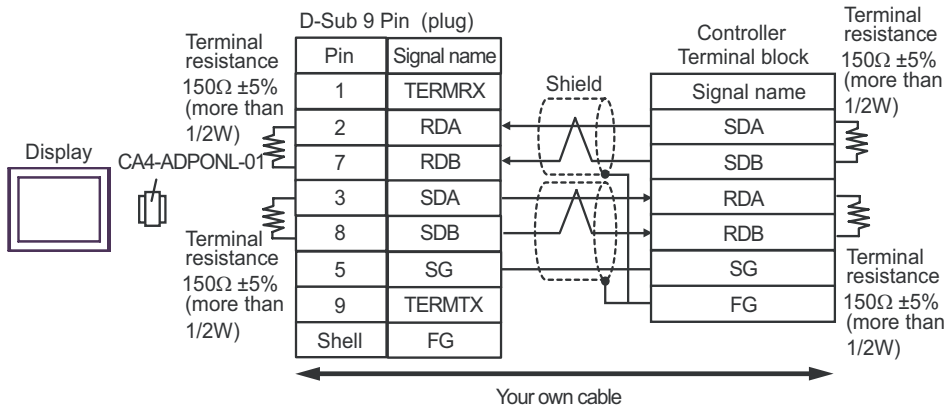 D-Sub 9 Pin (plug)
Terminal
resistance
150Ω ±5%
(more than
1/2W)
Pin Signal name
1 TERMRX
2 RDA
7 RDB
3 SDA
8 SDB
5 SG
9 TERMTX
Shell FG
Display
CA4-ADPONL-01
Terminal
resistance
150Ω ±5%
(more than
1/2W)
Shield
Controller
Terminal block
Signal name
SDA
SDB
RDA
RDB
SG
FG
Terminal
resistance
150Ω ±5%
(more than
1/2W)
Terminal
resistance
150Ω ±5%
(more than
1/2W)
Your own cable